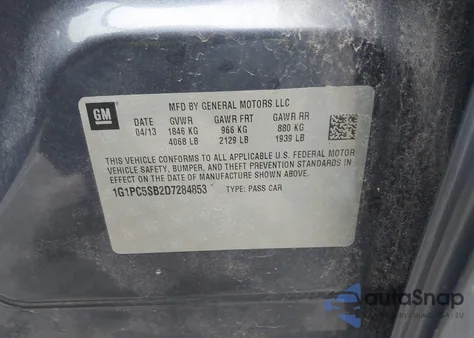 GM
MFD BY GENERAL MOTORS LLC
DATE GVWR GAWR FRT GAWR RR
04/13 1846 KG 966 KG 880 KG
4068 LB 2129 LB 1939 LB
THIS VEHICLE CONFORMS TO ALL APPLICABLE U.S. FEDERAL MOTOR
VEHICLE SAFETY, BUMPER, AND THEFT PREVENTION STANDARDS IN
EFFECT ON THE DATE OF MANUFACTURE SHOWN ABOVE.
1G1PC5SB2D7284853 TYPE: PASS CAR
autoSnap